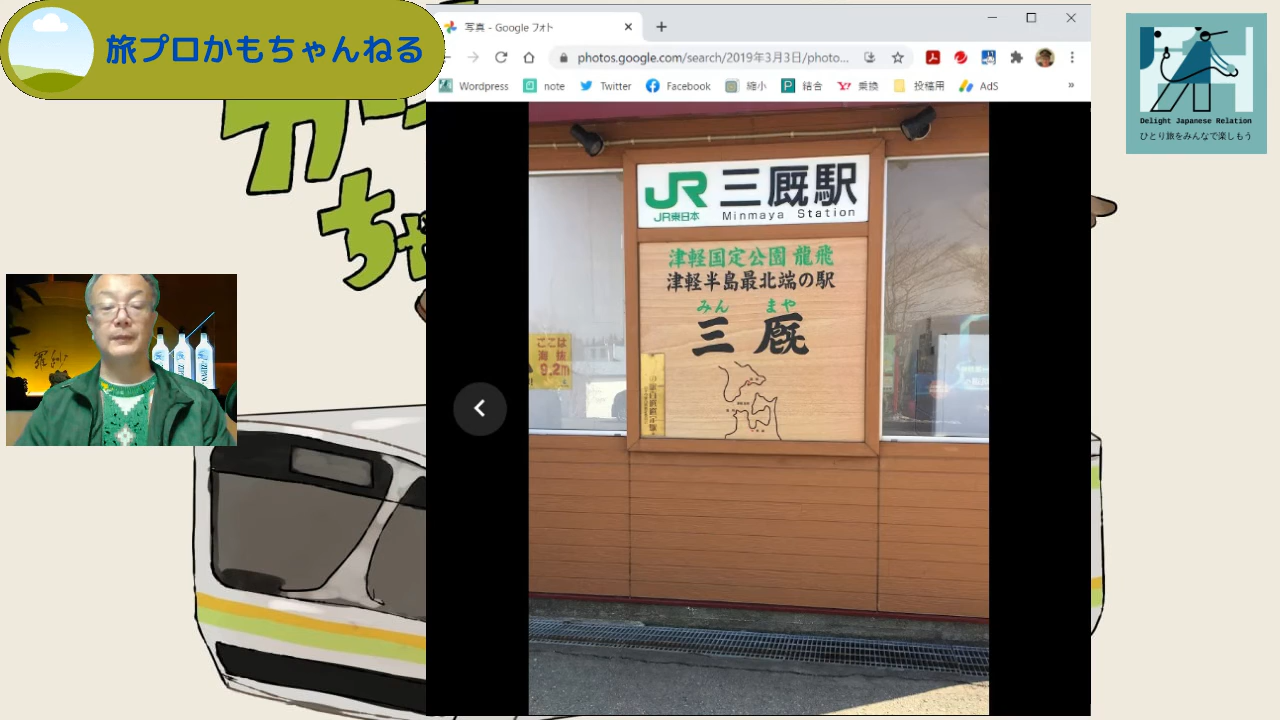 旅プロかもちゃんねる
写真 - Google フォト
photos.google.com/search/2019年3月3日/photo...
Wordpress
note
Twitter
Facebook
縮小
結合
乗換
投稿用
AdS
»
Delight Japanese Relation
ひとり旅をみんなで楽しもう
ちゃ
JR 三厩駅
JR東日本 Minmaya Station
津軽国定公園 龍飛
津軽半島最北端の駅
みん まや
三厩
ここは
海抜
9.2m